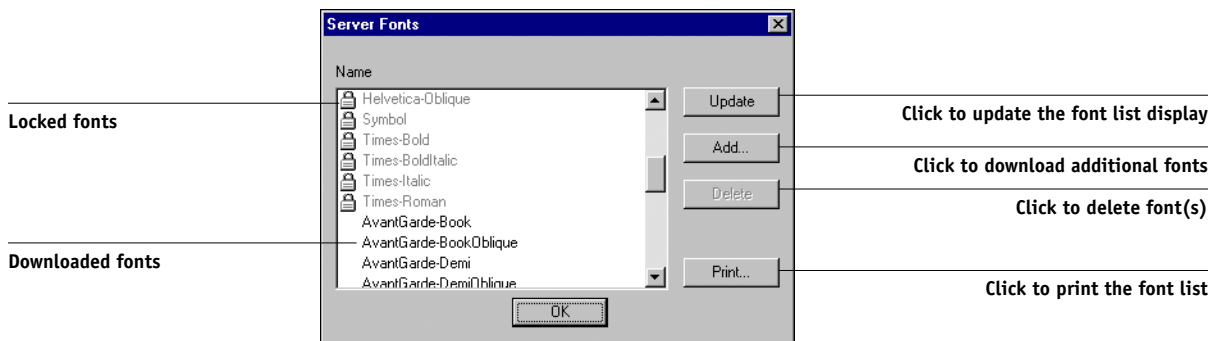 Server Fonts
Name
Helvetica-Oblique
Symbol
Times-Bold
Times-BoldItalic
Times-Italic
Times-Roman
AvantGarde-Book
AvantGarde-BookOblique
AvantGarde-Demi
AvantGarde-DemiOblique
Update
Add...
Delete
Print...
OK
Locked fonts
Downloaded fonts
Click to update the font list display
Click to download additional fonts
Click to delete font(s)
Click to print the font list